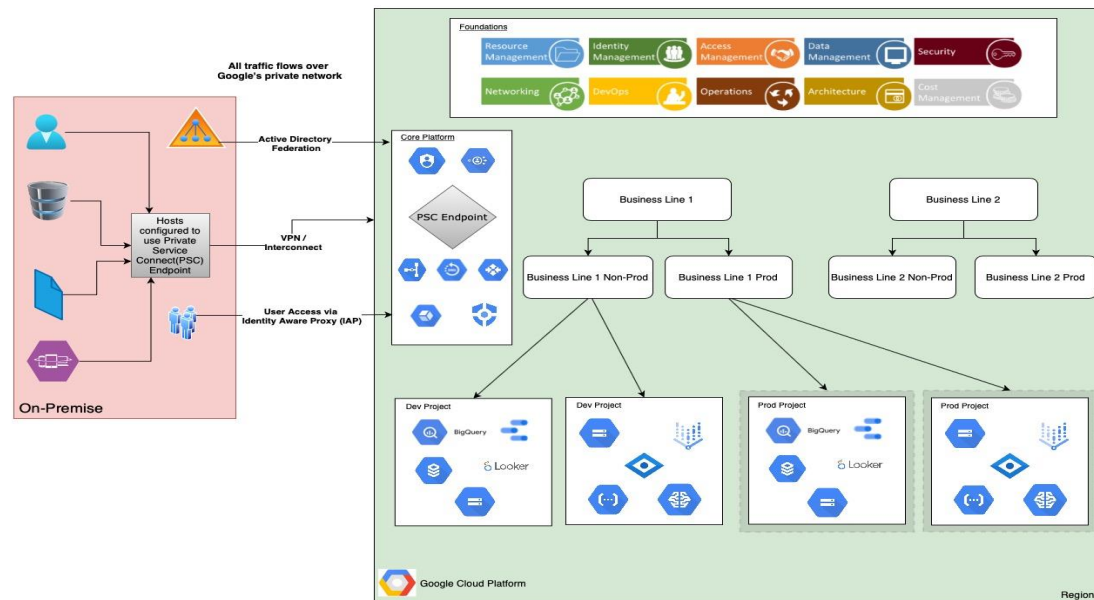 Foundations
Resource
Management
Identity
Management
Access
Management
Data
Management
Security
Networking
DevOps
Operations
Architecture
Cost
Management
All traffic flows over
Google's private network
Active Directory
Federation
Core Platform
PSC Endpoint
Hosts
configured to
use Private
Service
Connect(PSC)
Endpoint
VPN /
Interconnect
User Access via
Identity Aware Proxy (IAP)
On-Premise
Business Line 1
Business Line 2
Business Line 1 Non-Prod
Business Line 1 Prod
Business Line 2 Non-Prod
Business Line 2 Prod
Dev Project
BigQuery
Looker
Dev Project
Prod Project
BigQuery
Looker
Prod Project
Google Cloud Platform
Region